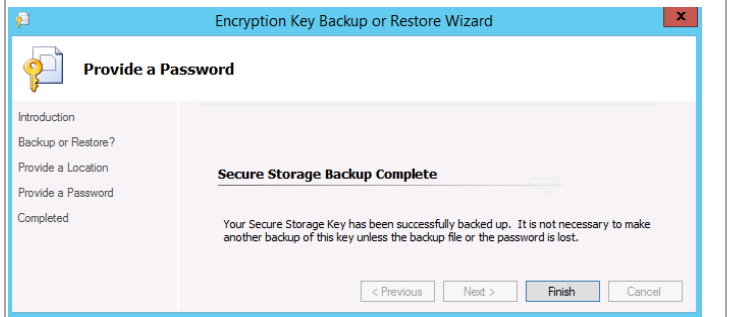 Encryption Key Backup or Restore Wizard
x
Provide a Password
Introduction
Backup or Restore?
Provide a Location
Provide a Password
Completed
Secure Storage Backup Complete
Your Secure Storage Key has been successfully backed up.  It is not necessary to make
another backup of this key unless the backup file or the password is lost.
< Previous
Next >
Finish
Cancel